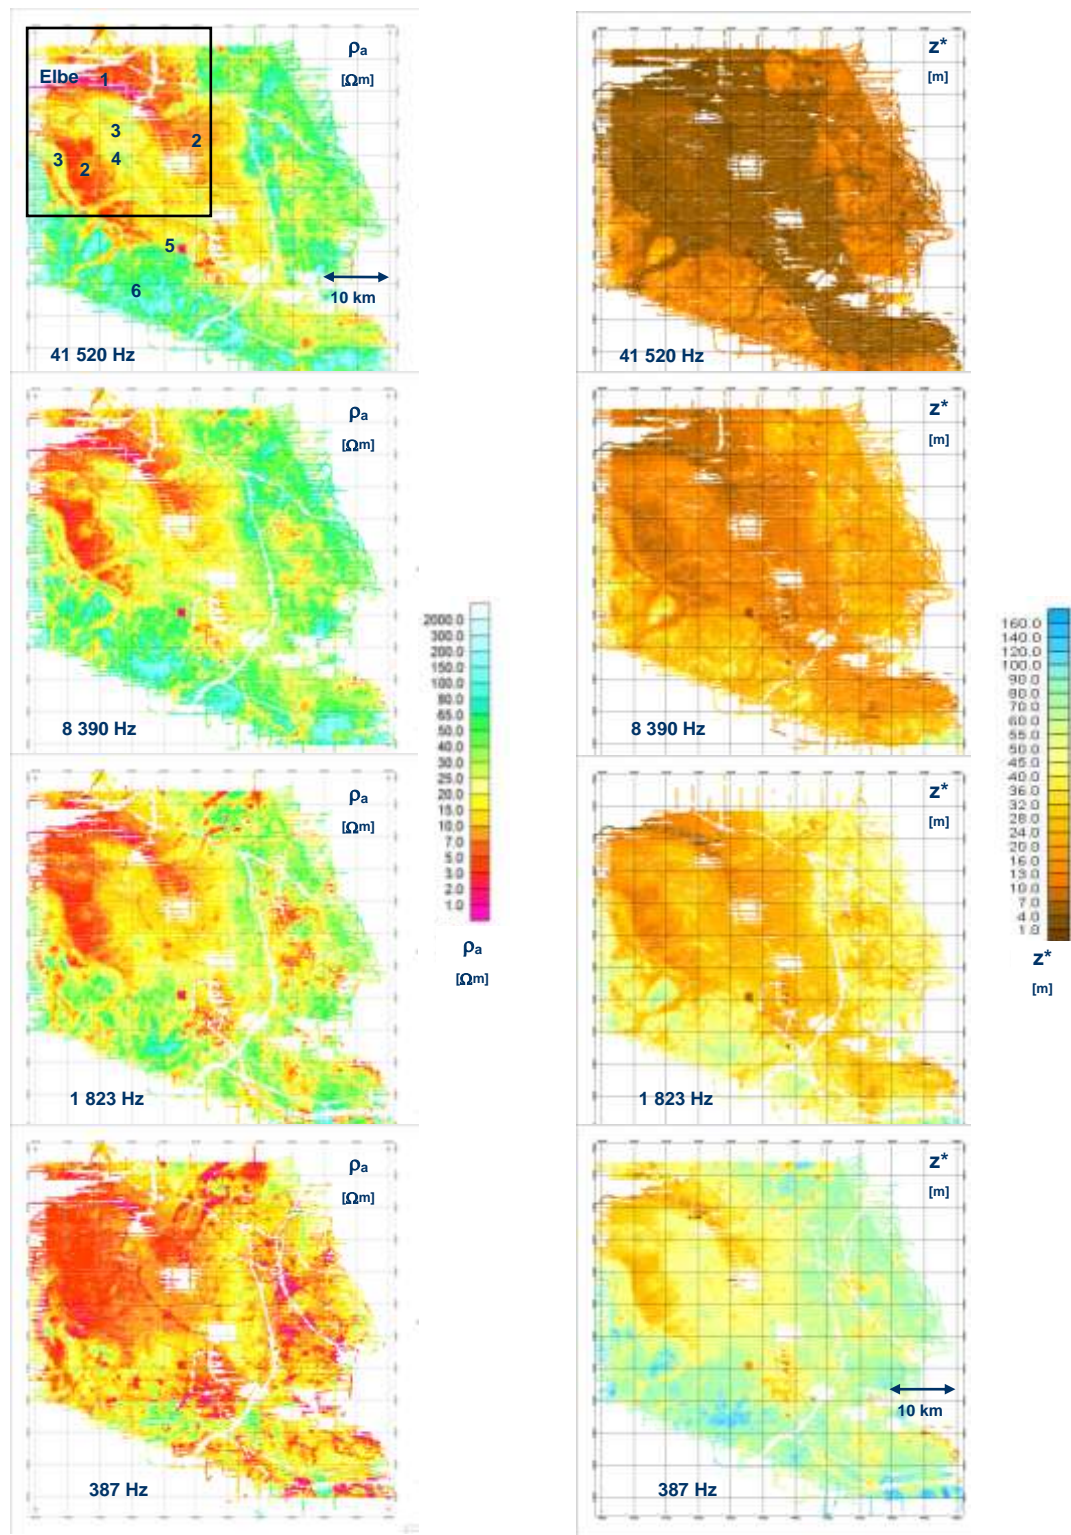 ρa
[Ωm]
Elbe
1
3
2
3
4
2
5
6
10 km
41 520 Hz
z*
[m]
41 520 Hz
ρa
[Ωm]
8 390 Hz
z*
[m]
8 390 Hz
2000.0
300.0
200.0
150.0
100.0
80.0
65.0
50.0
40.0
30.0
25.0
20.0
15.0
10.0
7.0
5.0
3.0
2.0
1.0
ρa
[Ωm]
160.0
140.0
120.0
100.0
90.0
80.0
70.0
60.0
55.0
50.0
45.0
40.0
36.0
32.0
28.0
24.0
20.0
16.0
13.0
10.0
7.0
4.0
1.0
z*
[m]
ρa
[Ωm]
1 823 Hz
z*
[m]
1 823 Hz
ρa
[Ωm]
387 Hz
z*
[m]
10 km
387 Hz